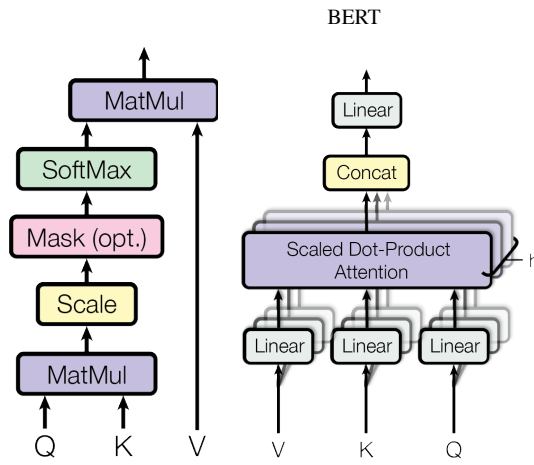 BERT
MatMul
SoftMax
Mask (opt.)
Scale
MatMul
Q K V
Linear
Concat
Scaled Dot-Product
Attention
h
Linear Linear Linear
V K Q